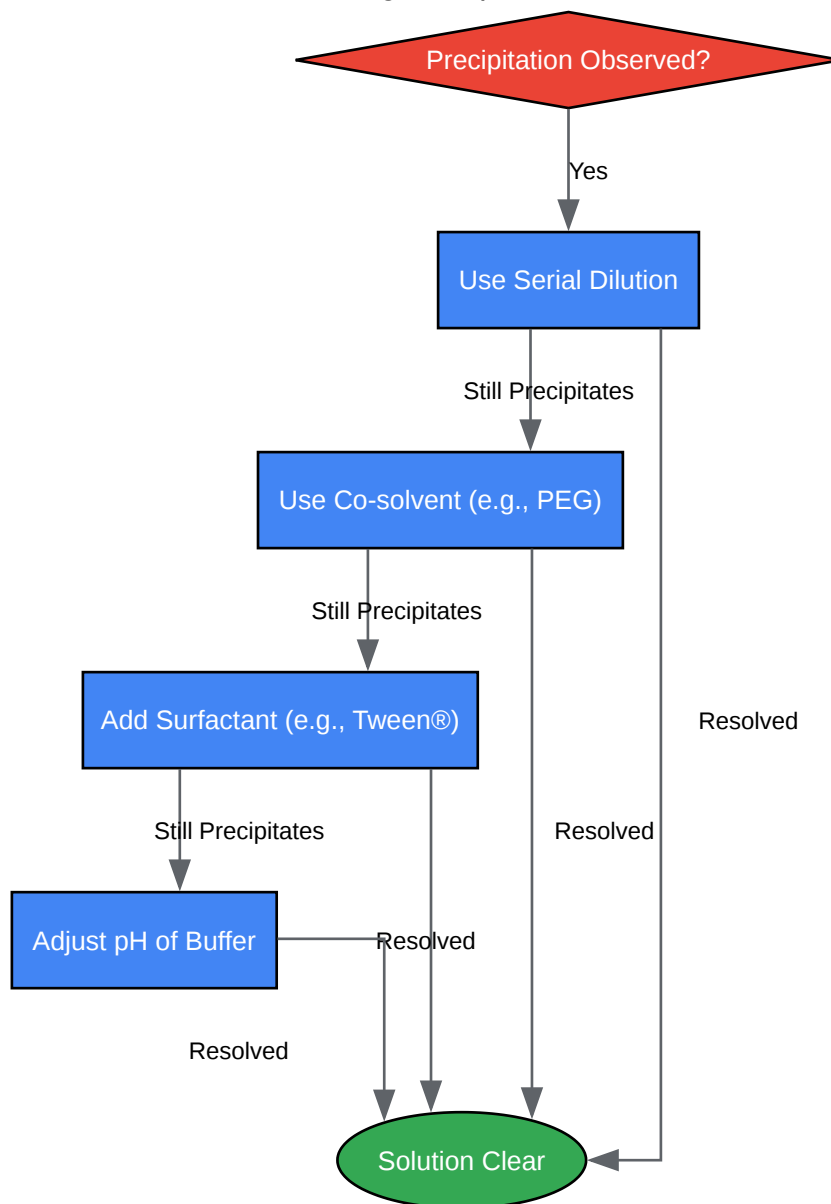 Precipitation Observed?
Yes
Use Serial Dilution
Still Precipitates
Use Co-solvent (e.g., PEG)
Still Precipitates
Add Surfactant (e.g., Tween®)
Resolved
Still Precipitates
Resolved
Adjust pH of Buffer
Resolved
Resolved
Solution Clear